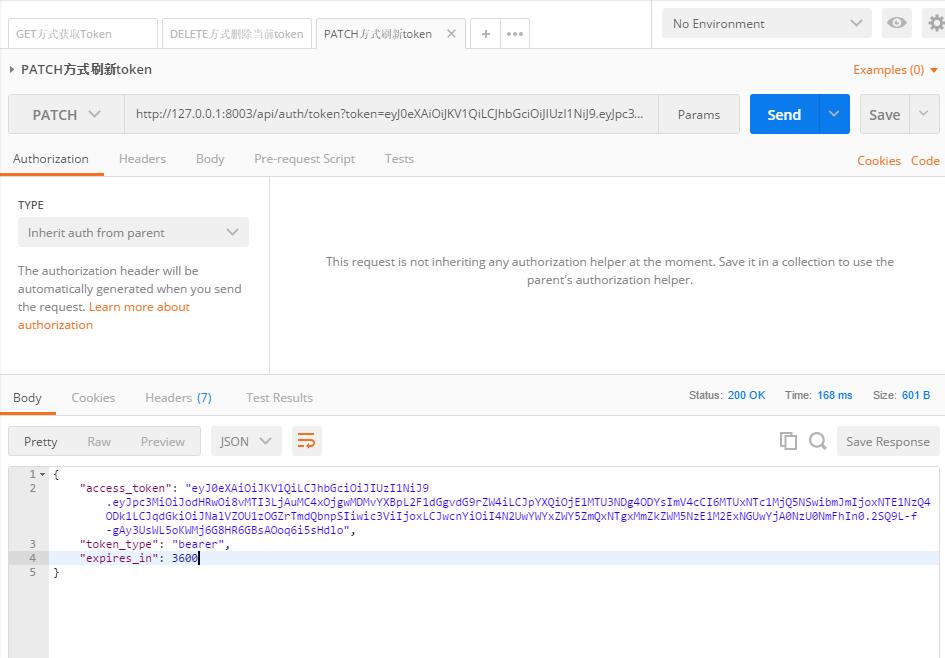 GET方式获取Token
DELETE方式删除当前token
PATCH方式刷新token
No Environment
PATCH方式刷新token
Examples (0)
PATCH
http://127.0.0.1:8003/api/auth/token?token=eyJ0eXAiOiJKV1QiLCJhbGciOiJIUzI1NiJ9.eyJpc3...
Params
Send
Save
Authorization
Headers
Body
Pre-request Script
Tests
Cookies
Code
TYPE
Inherit auth from parent
The authorization header will be
automatically generated when you send
the request. Learn more about
authorization
This request is not inheriting any authorization helper at the moment. Save it in a collection to use the
parent's authorization helper.
Body
Cookies
Headers (7)
Test Results
Status: 200 OK
Time: 168 ms
Size: 601 B
Pretty
Raw
Preview
JSON
Save Response
1 {
2 "access_token": "eyJ0eXAiOiJKV1QiLCJhbGciOiJIUzI1NiJ9
.eyJpc3MiOiJodHRwOi8vMTI3LjAuMC4xOjgwMDMvYXBpL2F1dGgvdG9rZW4iLCJpYXQiOjE1MTU3NDg4ODYsImV4cCI6MTUxNTc1MjQ5NSwibmJmIjoxNTE1NzQ4
ODk1LCJqdGkiOiJNalVZOU1zOGZrTmdQbnpSIiwic3ViIjoxLCJwcnYiOiI4N2UwYWYxZWY5ZmQxNTgxMmZkZWM5NzE1M2ExNGUwYjA0NzU0NmFhIn0.2SQ9L-f
-gAy3UsWL5oKWMj6G8HR6GBsAOoq6i5sHdlo",
3 "token_type": "bearer",
4 "expires_in": 3600
5 }